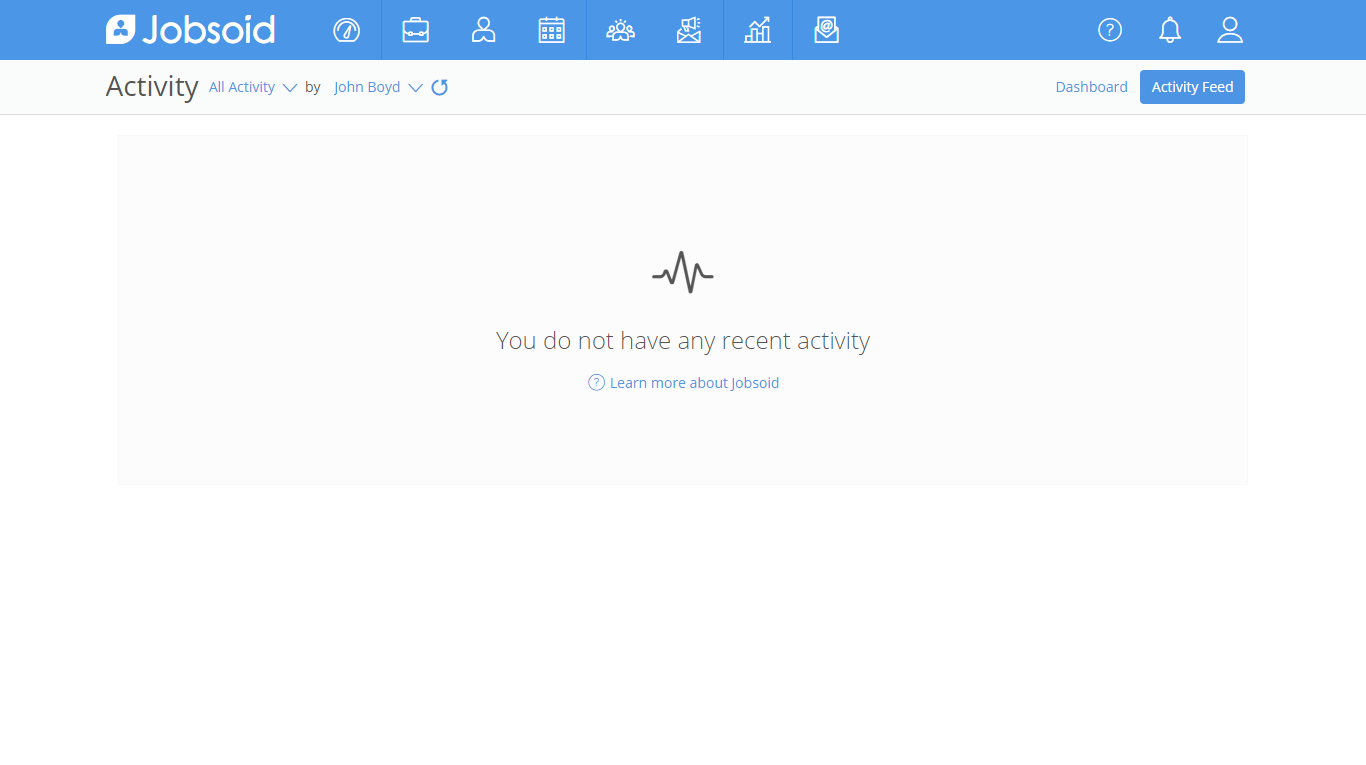 Jobsoid
Activity All Activity by John Boyd Dashboard Activity Feed
You do not have any recent activity
Learn more about Jobsoid